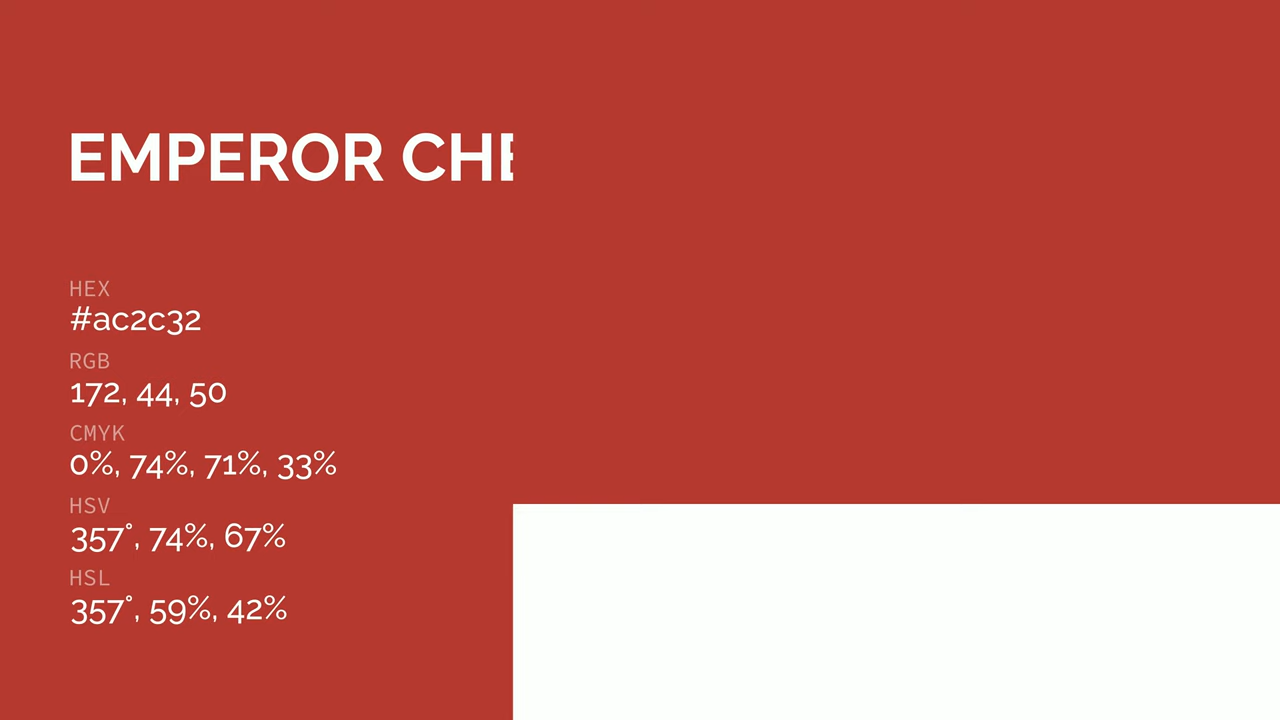 EMPEROR CHE
HEX
#ac2c32
RGB
172, 44, 50
CMYK
0%, 74%, 71%, 33%
HSV
357°, 74%, 67%
HSL
357°, 59%, 42%